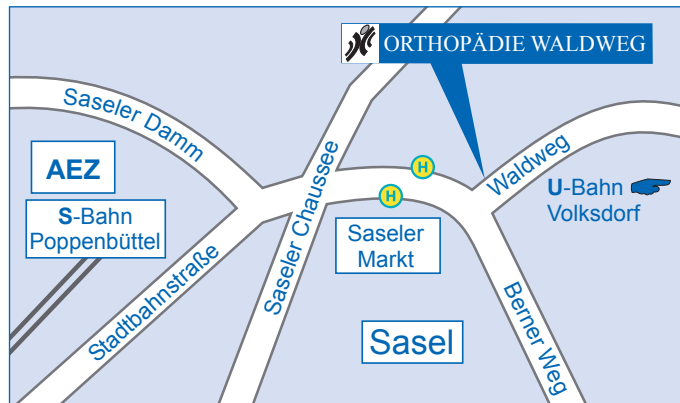 ORTHOPÄDIE WALDWEG
Saseler Damm
AEZ
S-Bahn
Poppenbüttel
Stadtbahnstraße
Saseler Chaussee
H
H
Saseler
Markt
Waldweg
U-Bahn
Volksdorf
Berner Weg
Sasel